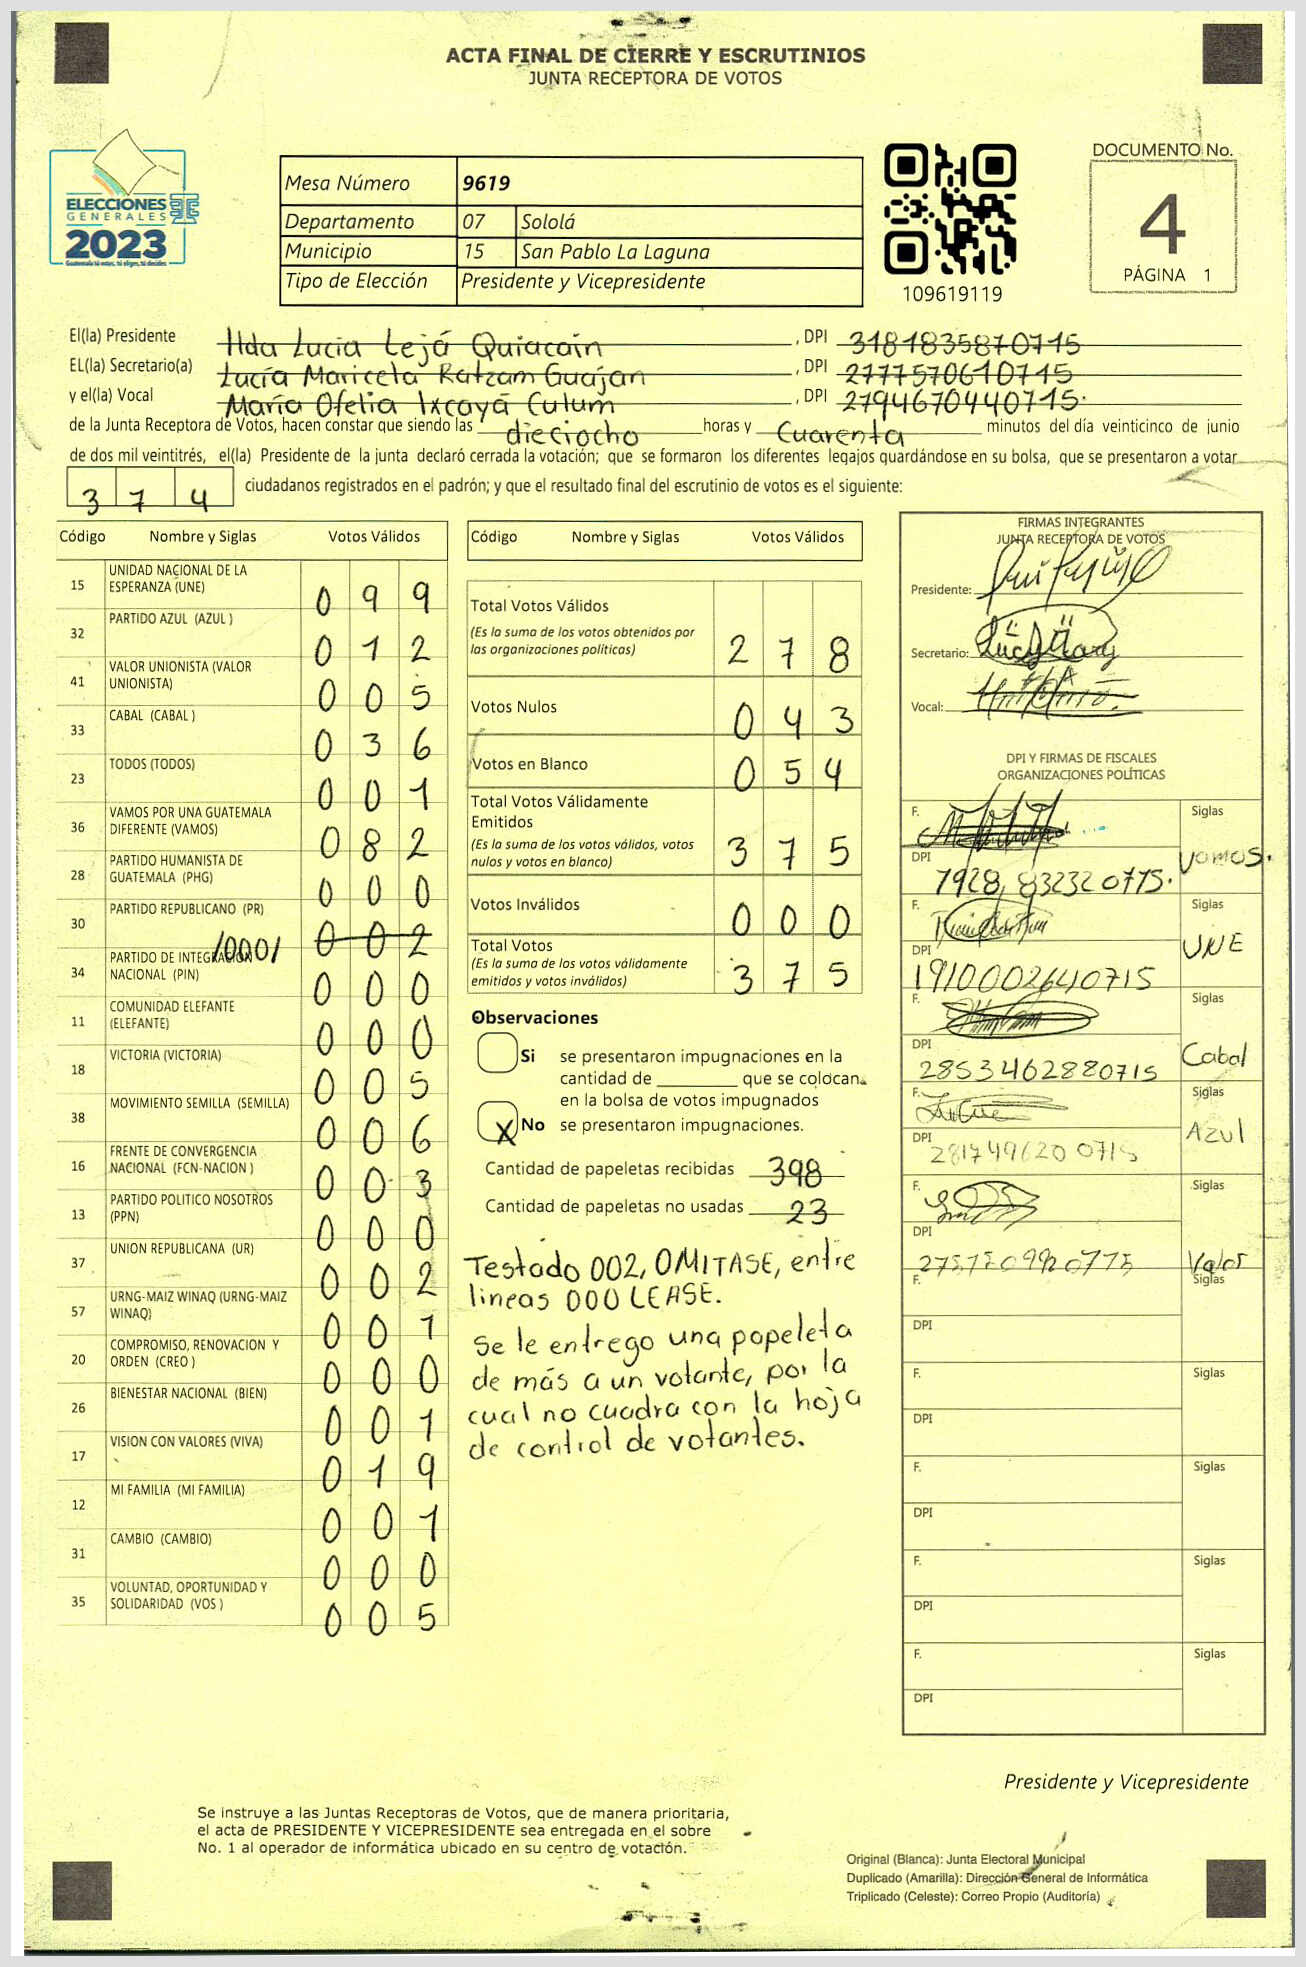 ACTA FINAL DE CIERRE Y ESCRUTINIOS
JUNTA RECEPTORA DE VOTOS
ELECCIONES
GENERALES
2023
Guatemala tú votas, tú eliges, tú decides
Mesa Número 9619
Departamento 07 Sololá
Municipio 15 San Pablo La Laguna
Tipo de Elección Presidente y Vicepresidente
109619119
DOCUMENTO No.
4
PÁGINA 1
El(la) Presidente Ilda Lucia Lejá Quiacain, DPI 3181835870715
EL(la) Secretario(a) Lucía Maricela Ratzam Guajan, DPI 2777570610715
y el(la) Vocal María Ofelia Ixcayá Culum, DPI 2794670440715.
de la Junta Receptora de Votos, hacen constar que siendo las dieciocho horas y Cuarenta minutos del día veinticinco de junio
de dos mil veintitrés, el(la) Presidente de la junta declaró cerrada la votación; que se formaron los diferentes legajos guardándose en su bolsa, que se presentaron a votar
3 7 4 ciudadanos registrados en el padrón; y que el resultado final del escrutinio de votos es el siguiente:
Código Nombre y Siglas Votos Válidos
15 UNIDAD NACIONAL DE LA ESPERANZA (UNE) 0 9 9
32 PARTIDO AZUL (AZUL ) 0 1 2
41 VALOR UNIONISTA (VALOR UNIONISTA) 0 0 5
33 CABAL (CABAL ) 0 3 6
23 TODOS (TODOS) 0 0 1
36 VAMOS POR UNA GUATEMALA DIFERENTE (VAMOS) 0 8 2
28 PARTIDO HUMANISTA DE GUATEMALA (PHG) 0 0 0
30 PARTIDO REPUBLICANO (PR) /000/ 0 0 2
34 PARTIDO DE INTEGRACION NACIONAL (PIN) 0 0 0
11 COMUNIDAD ELEFANTE (ELEFANTE) 0 0 0
18 VICTORIA (VICTORIA) 0 0 5
38 MOVIMIENTO SEMILLA (SEMILLA) 0 0 6
16 FRENTE DE CONVERGENCIA NACIONAL (FCN-NACION ) 0 0 3
13 PARTIDO POLITICO NOSOTROS (PPN) 0 0 0
37 UNION REPUBLICANA (UR) 0 0 2
57 URNG-MAIZ WINAQ (URNG-MAIZ WINAQ) 0 0 1
20 COMPROMISO, RENOVACION Y ORDEN (CREO ) 0 0 0
26 BIENESTAR NACIONAL (BIEN) 0 0 1
17 VISION CON VALORES (VIVA) 0 1 9
12 MI FAMILIA (MI FAMILIA) 0 0 1
31 CAMBIO (CAMBIO) 0 0 0
35 VOLUNTAD, OPORTUNIDAD Y SOLIDARIDAD (VOS ) 0 0 5
Código Nombre y Siglas Votos Válidos
Total Votos Válidos
(Es la suma de los votos obtenidos por
las organizaciones políticas) 2 7 8
Votos Nulos 0 4 3
Votos en Blanco 0 5 4
Total Votos Válidamente
Emitidos
(Es la suma de los votos válidos, votos
nulos y votos en blanco) 3 7 5
Votos Inválidos 0 0 0
Total Votos
(Es la suma de los votos válidamente
emitidos y votos inválidos) 3 7 5
Observaciones
Si se presentaron impugnaciones en la
cantidad de ________ que se colocan
en la bolsa de votos impugnados
X No se presentaron impugnaciones.
Cantidad de papeletas recibidas 398
Cantidad de papeletas no usadas 23
Testado 002, OMITASE, entre
lineas 000 LEASE.
Se le entrego una papeleta
de más a un votante, por la
cual no cuadra con la hoja
de control de votantes.
FIRMAS INTEGRANTES
JUNTA RECEPTORA DE VOTOS
Presidente:
Secretario:
Vocal:
DPI Y FIRMAS DE FISCALES
ORGANIZACIONES POLÍTICAS
F. Siglas
DPI 7928, 83232 0775. Vamos.
F. Siglas
DPI 1910002640715 UNE
F. Siglas
DPI 2853462880715 Cabal
F. Siglas
DPI 281749620 0715 Azul
F. Siglas
DPI Valor
F. Siglas
DPI
F. Siglas
DPI
F. Siglas
DPI
F. Siglas
DPI
F. Siglas
DPI
Presidente y Vicepresidente
Se instruye a las Juntas Receptoras de Votos, que de manera prioritaria,
el acta de PRESIDENTE Y VICEPRESIDENTE sea entregada en el sobre
No. 1 al operador de informática ubicado en su centro de votación.
Original (Blanca): Junta Electoral Municipal
Duplicado (Amarilla): Dirección General de Informática
Triplicado (Celeste): Correo Propio (Auditoría)